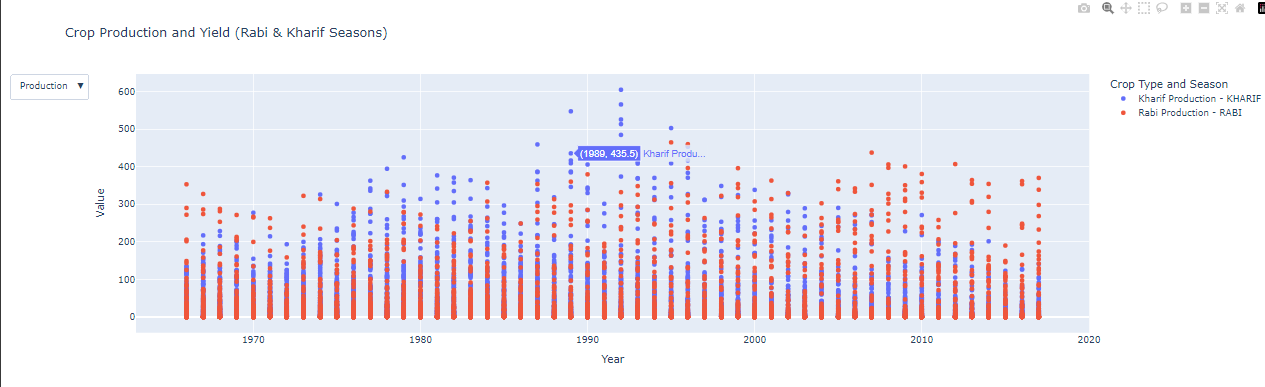 Crop Production and Yield (Rabi & Kharif Seasons)
Production ▼
Crop Type and Season
Kharif Production - KHARIF
Rabi Production - RABI
Value
600
500
400
300
200
100
0
(1989, 435.5) Kharif Produ...
1970
1980
1990
2000
2010
2020
Year